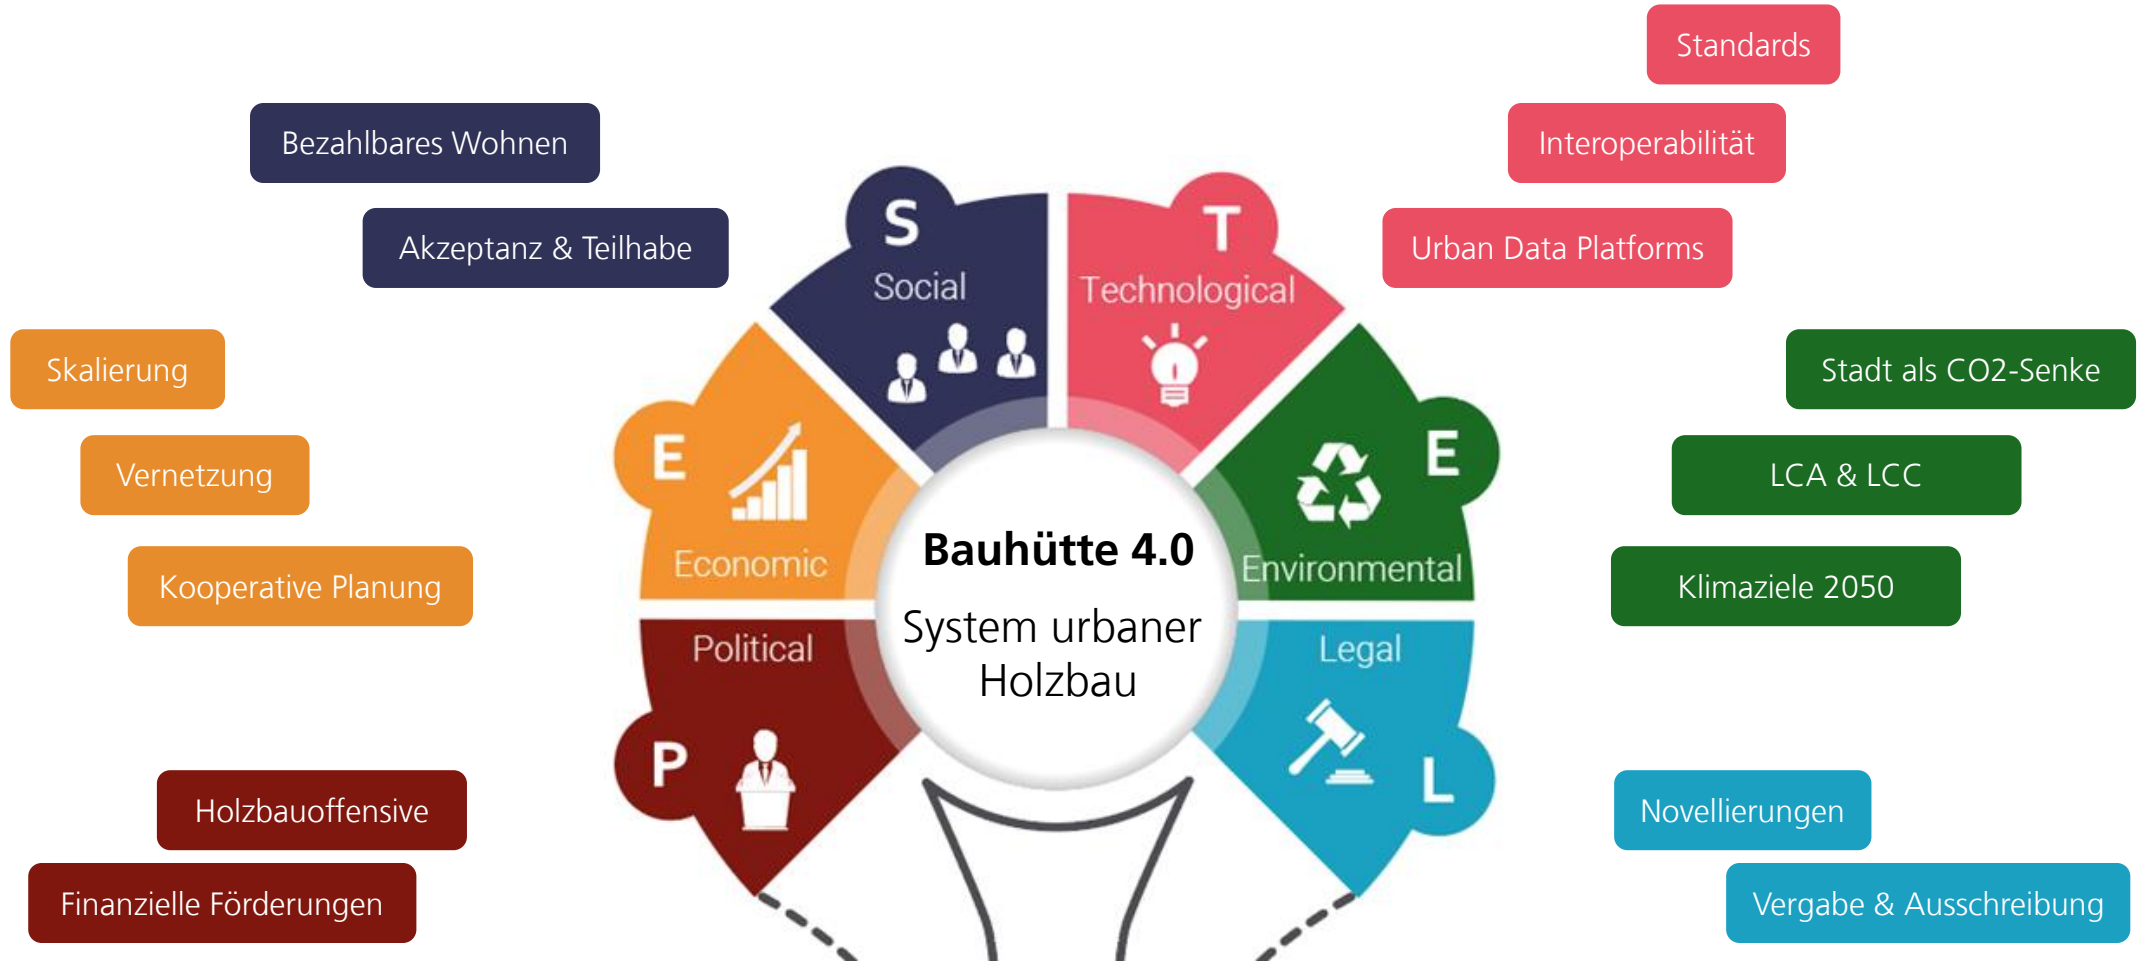 Standards
Bezahlbares Wohnen
Interoperabilität
Akzeptanz & Teilhabe
Urban Data Platforms
S
Social
T
Technological
Skalierung
Vernetzung
Kooperative Planung
E
Economic
Stadt als CO2-Senke
LCA & LCC
Klimaziele 2050
E
Environmental
Bauhütte 4.0
System urbaner
Holzbau
Political
P
Legal
L
Holzbauoffensive
Finanzielle Förderungen
Novellierungen
Vergabe & Ausschreibung